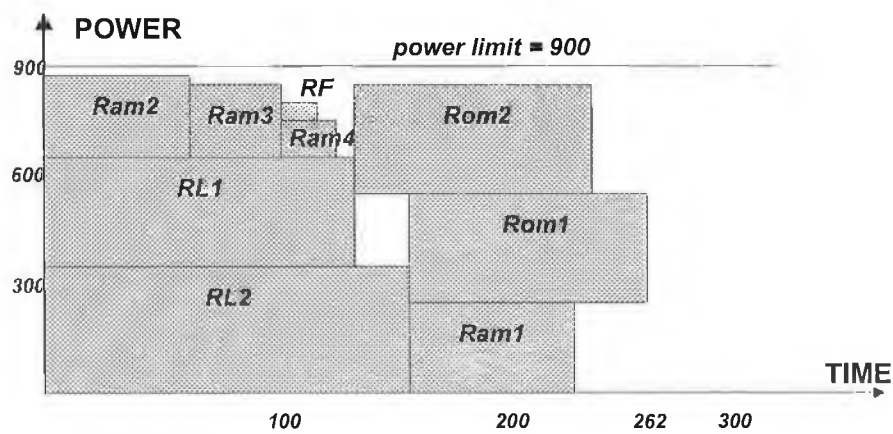 POWER
power limit = 900
900
RF
Ram2
Ram3
Rom2
Ram4
600
RL1
Rom1
300
RL2
Ram1
TIME
100
200
262
300